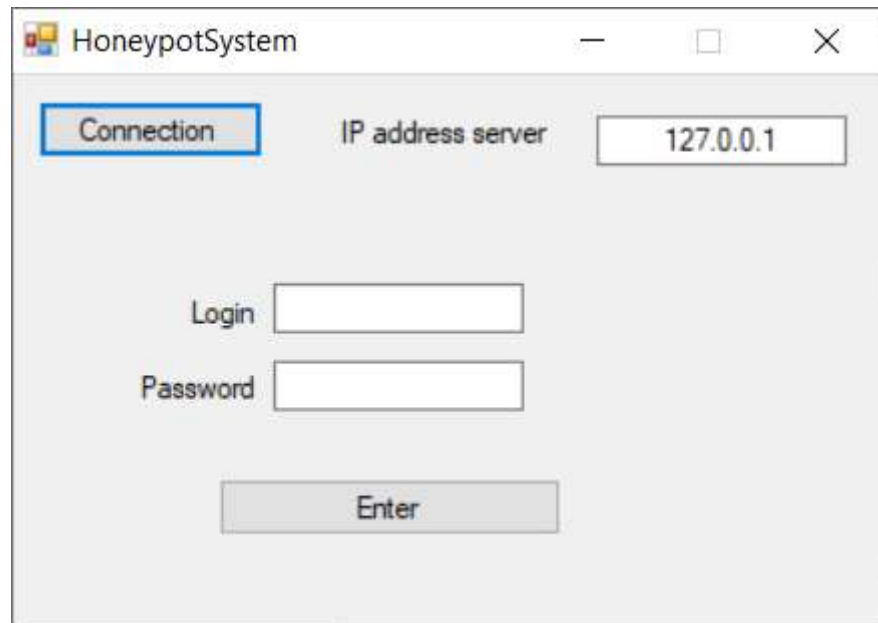 HoneypotSystem
Connection IP address server 127.0.0.1
Login
Password
Enter